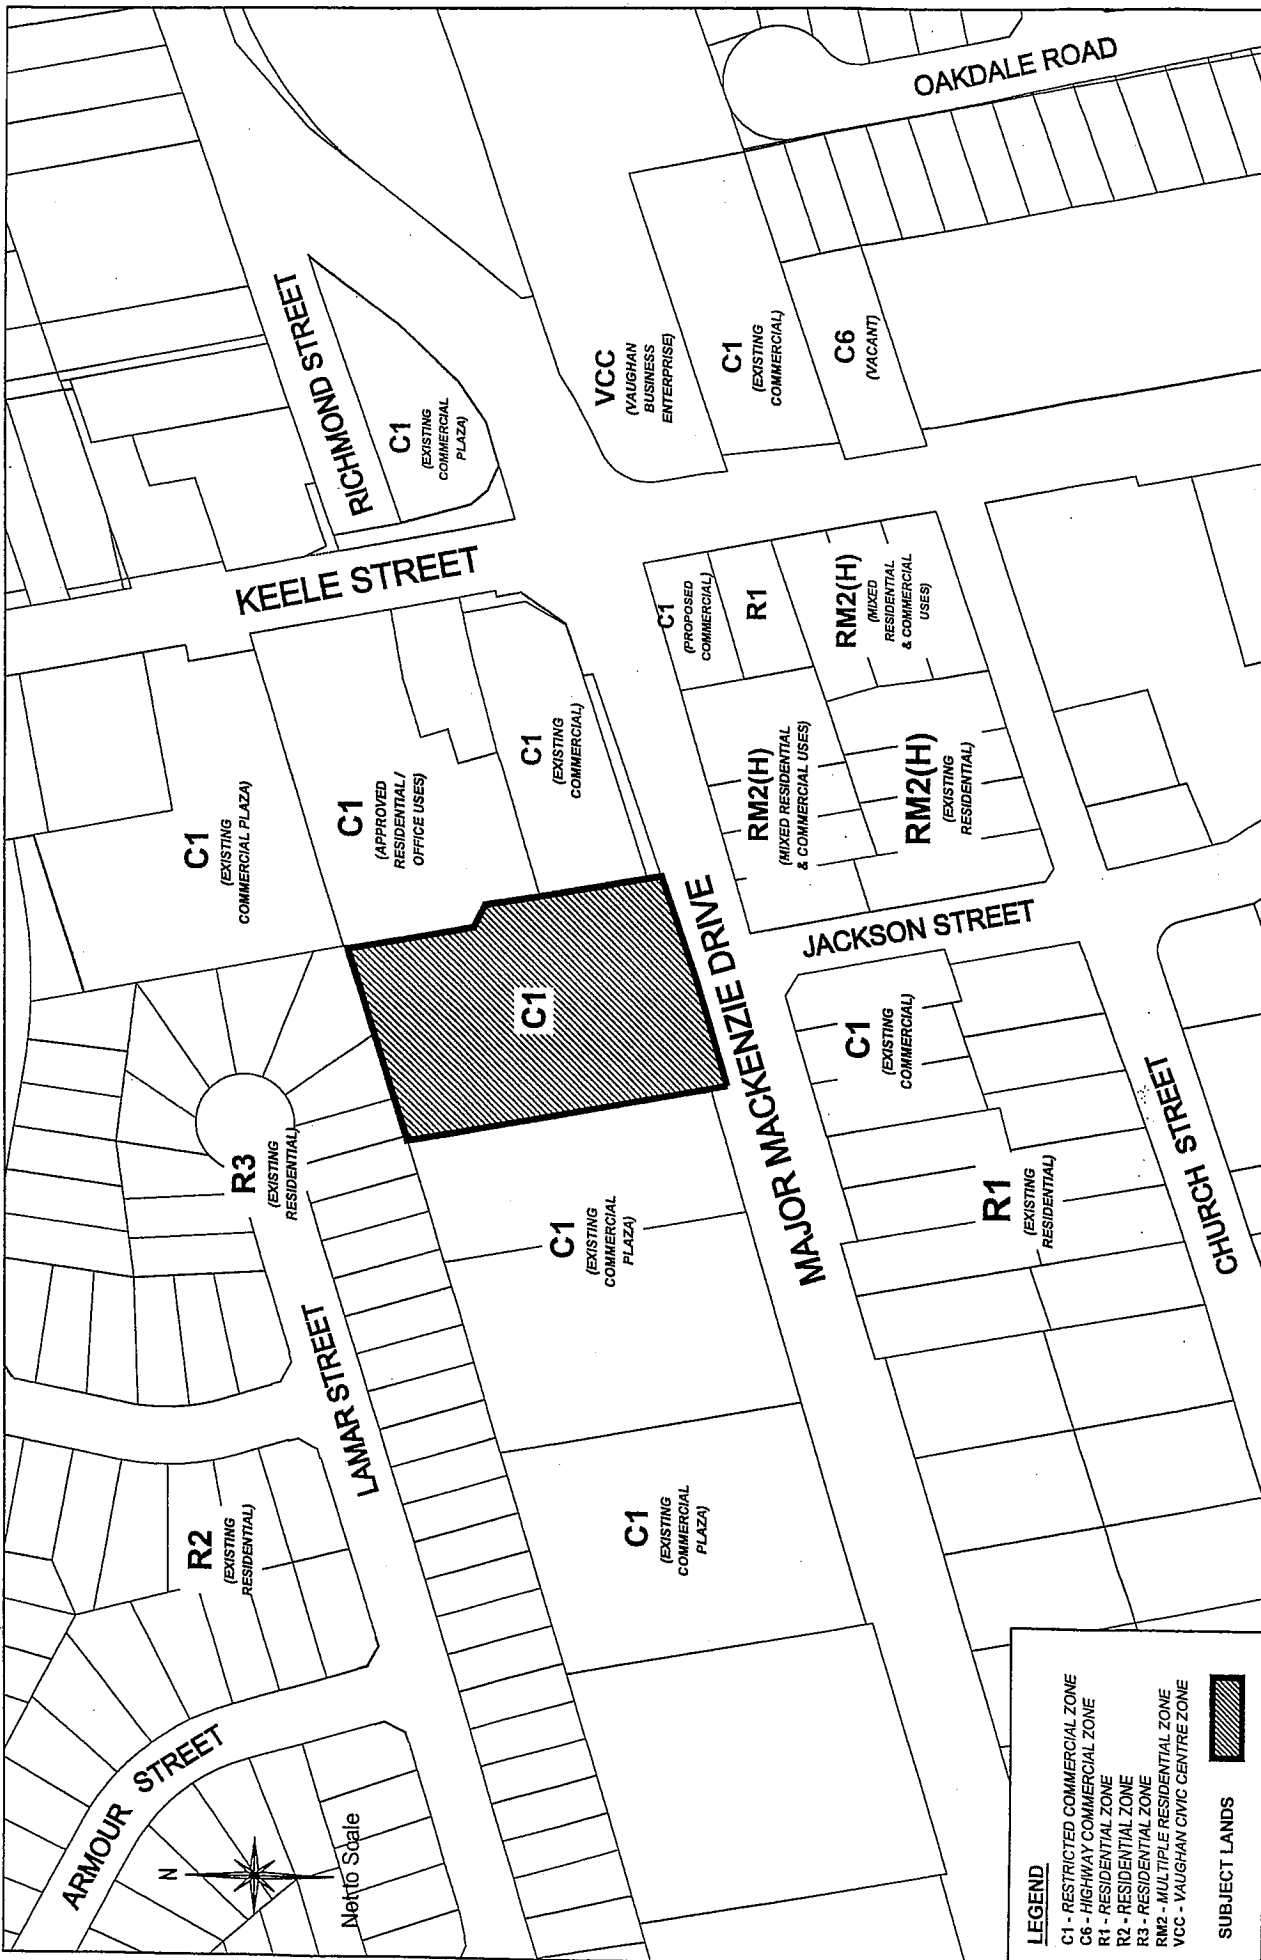 ARMOUR STREET
N
Not to Scale
R2
(EXISTING
RESIDENTIAL)
LAMAR STREET
R3
(EXISTING
RESIDENTIAL)
C1
(EXISTING
COMMERCIAL PLAZA)
KEELE STREET
RICHMOND STREET
C1
(EXISTING
COMMERCIAL
PLAZA)
C1
(APPROVED
RESIDENTIAL/
OFFICE USES)
C1
(EXISTING
COMMERCIAL)
C1
C1
(EXISTING
COMMERCIAL
PLAZA)
C1
(EXISTING
COMMERCIAL
PLAZA)
MAJOR MACKENZIE DRIVE
VCC
(VAUGHAN
BUSINESS
ENTERPRISE)
C1
(EXISTING
COMMERCIAL)
C6
(VACANT)
OAKDALE ROAD
C1
(PROPOSED
COMMERCIAL)
R1
RM2(H)
(MIXED
RESIDENTIAL
& COMMERCIAL
USES)
RM2(H)
(MIXED RESIDENTIAL
& COMMERCIAL USES)
RM2(H)
(EXISTING
RESIDENTIAL)
JACKSON STREET
C1
(EXISTING
COMMERCIAL)
R1
(EXISTING
RESIDENTIAL)
CHURCH STREET
LEGEND
C1 - RESTRICTED COMMERCIAL ZONE
C6 - HIGHWAY COMMERCIAL ZONE
R1 - RESIDENTIAL ZONE
R2 - RESIDENTIAL ZONE
R3 - RESIDENTIAL ZONE
RM2 - MULTIPLE RESIDENTIAL ZONE
VCC - VAUGHAN CIVIC CENTRE ZONE
SUBJECT LANDS